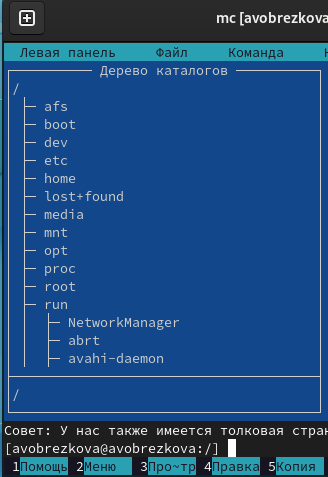 mc [avobrezkova
Левая панель Файл Команда
Дерево каталогов
/
afs
boot
dev
etc
home
lost+found
media
mnt
opt
proc
root
run
NetworkManager
abrt
avahi-daemon
/
Совет: У нас также имеется толковая стран
[avobrezkova@avobrezkova:/]
1Помощь 2Меню 3Про~тр 4Правка 5Копия